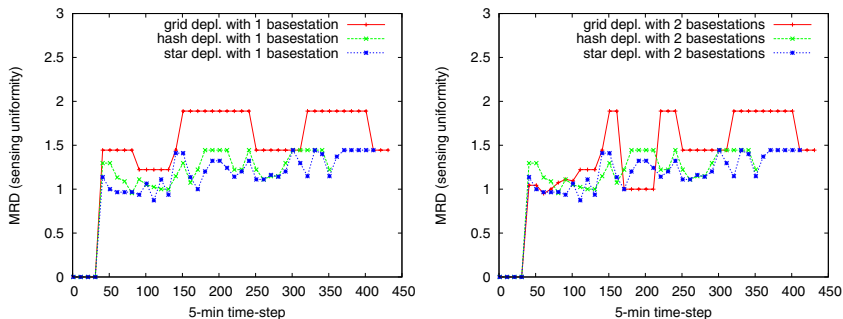 grid depl. with 1 basestation
hash depl. with 1 basestation
star depl. with 1 basestation
MRD (sensing uniformity)
3
2.5
2
1.5
1
0.5
0
0 50 100 150 200 250 300 350 400 450
5-min time-step
grid depl. with 2 basestations
hash depl. with 2 basestations
star depl. with 2 basestations
MRD (sensing uniformity)
3
2.5
2
1.5
1
0.5
0
0 50 100 150 200 250 300 350 400 450
5-min time-step